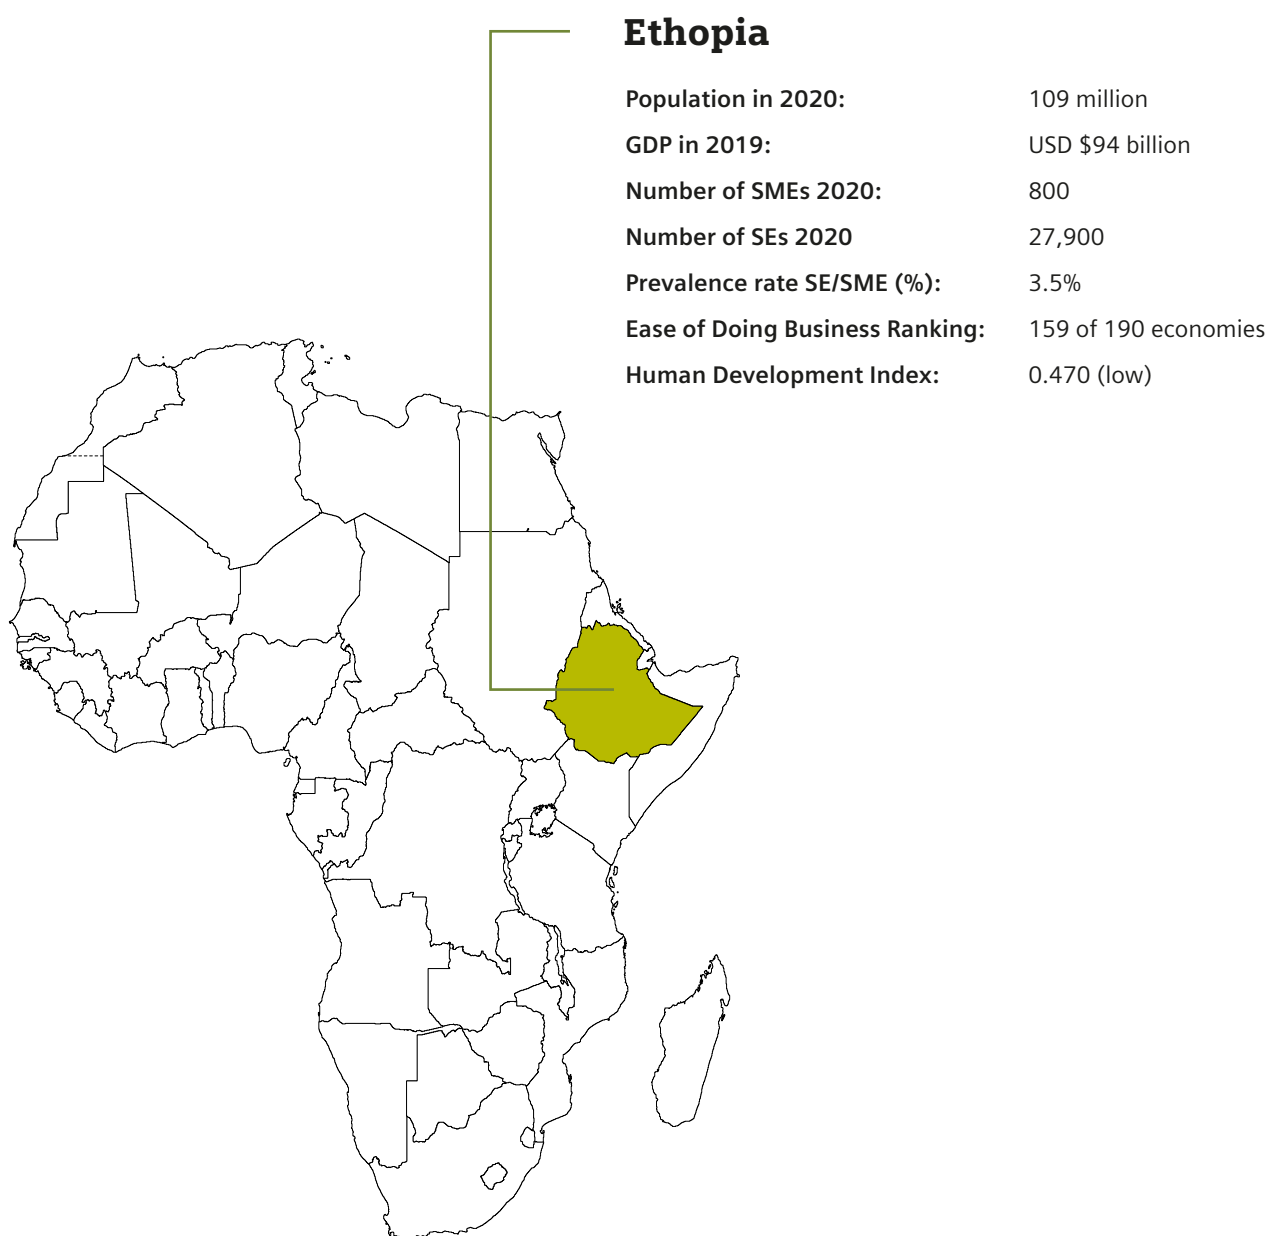 Ethopia
Population in 2020: 109 million
GDP in 2019: USD $94 billion
Number of SMEs 2020: 800
Number of SEs 2020 27,900
Prevalence rate SE/SME (%): 3.5%
Ease of Doing Business Ranking: 159 of 190 economies
Human Development Index: 0.470 (low)